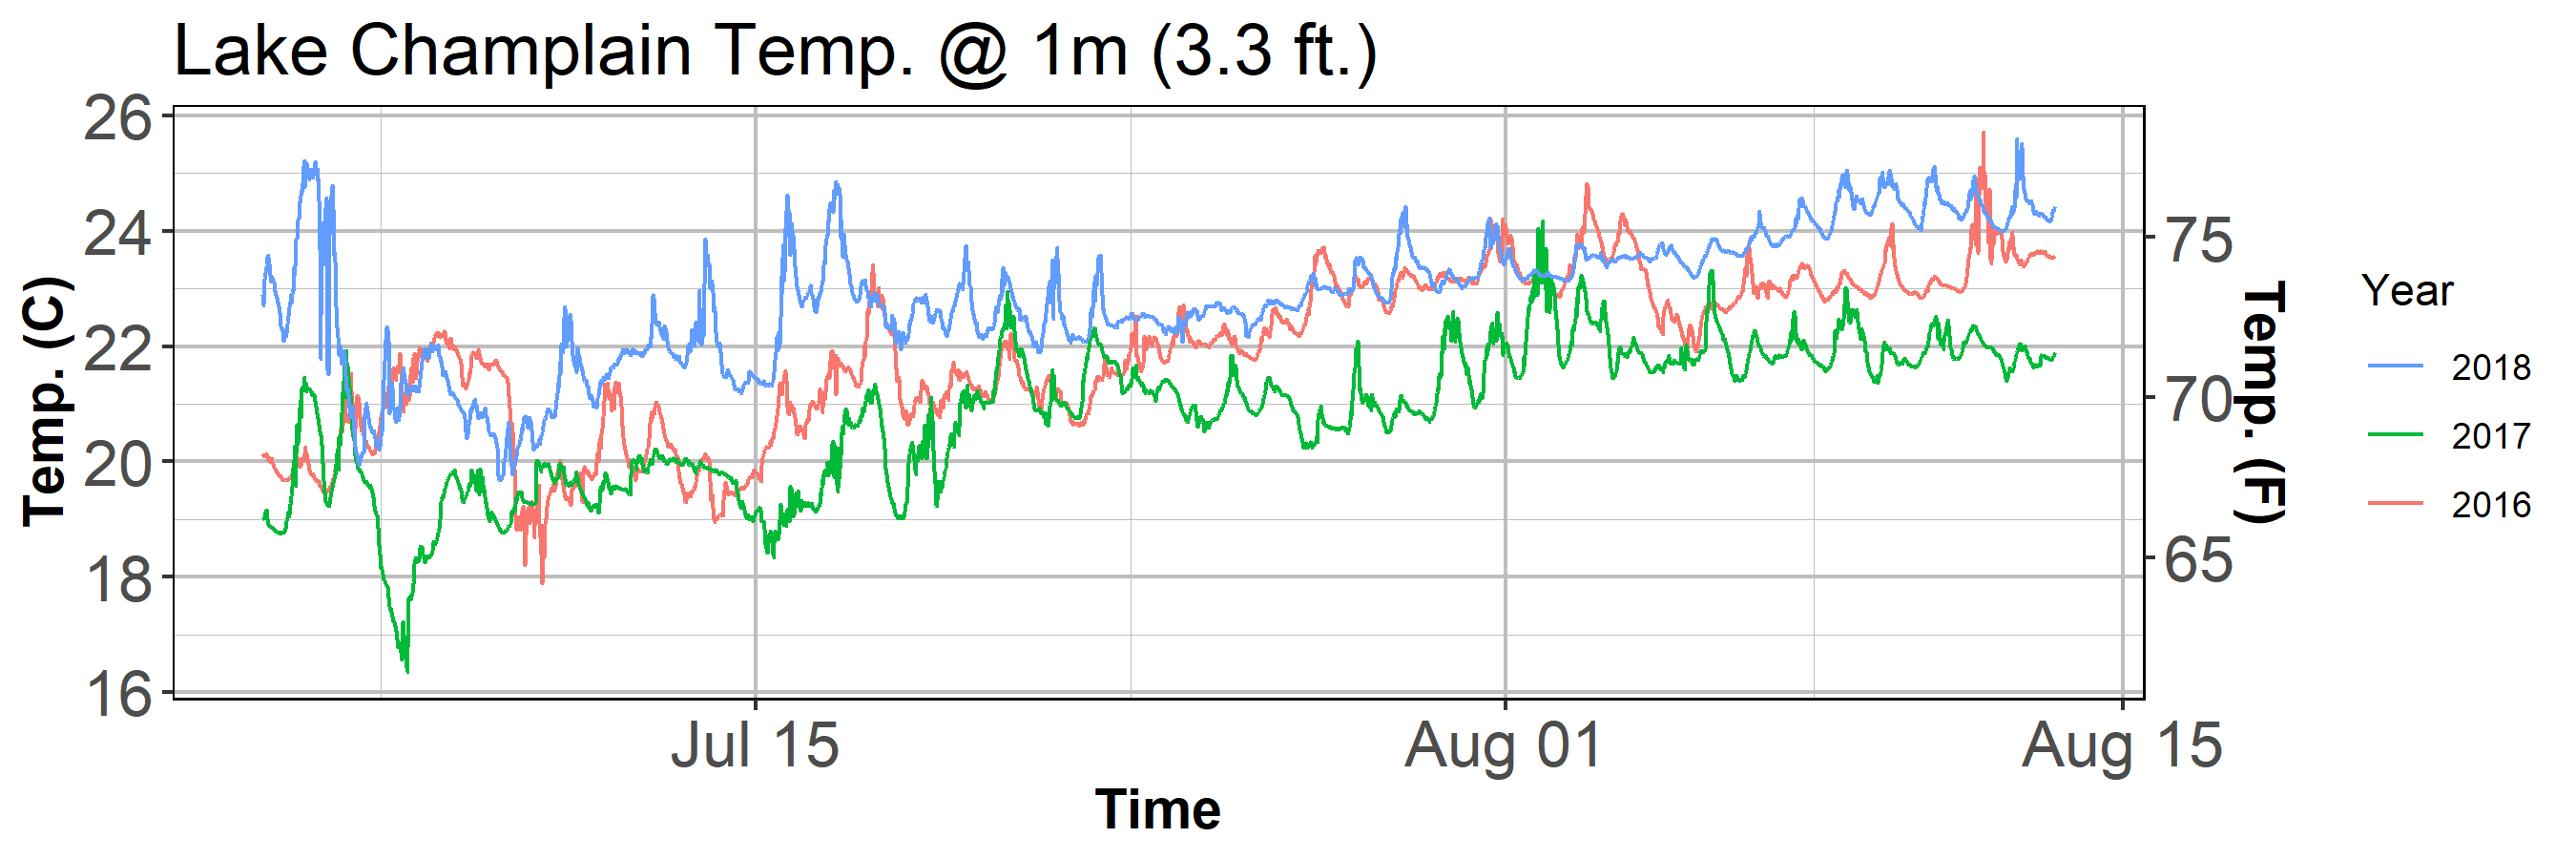 Lake Champlain Temp. @ 1m (3.3 ft.)
26
24
22
20
18
16
Temp. (C)
75
70
65
Temp. (F)
Jul 15
Aug 01
Aug 15
Time
Year
2018
2017
2016